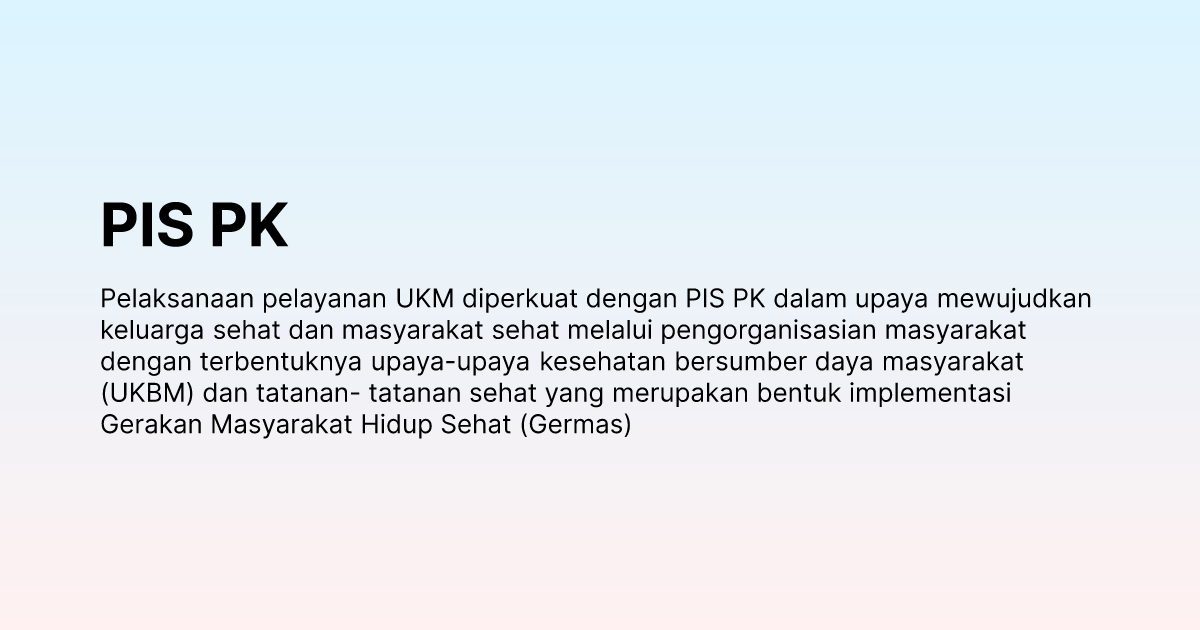 PIS PK
Pelaksanaan pelayanan UKM diperkuat dengan PIS PK dalam upaya mewujudkan
keluarga sehat dan masyarakat sehat melalui pengorganisasian masyarakat
dengan terbentuknya upaya-upaya kesehatan bersumber daya masyarakat
(UKBM) dan tatanan- tatanan sehat yang merupakan bentuk implementasi
Gerakan Masyarakat Hidup Sehat (Germas)